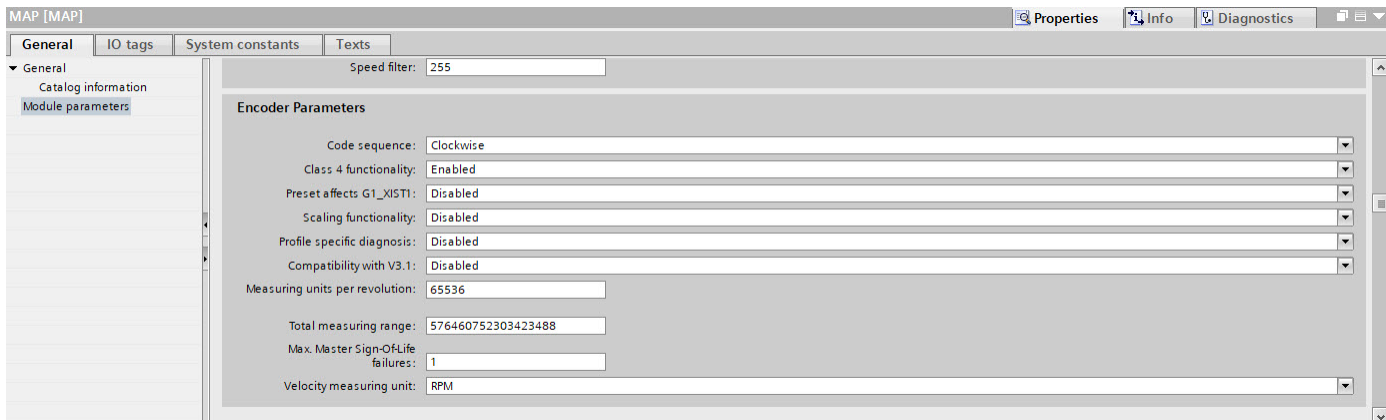 MAP [MAP]
Properties
Info
Diagnostics
General
IO tags
System constants
Texts
General
Catalog information
Module parameters
Speed filter: 255
Encoder Parameters
Code sequence: Clockwise
Class 4 functionality: Enabled
Preset affects G1_XIST1: Disabled
Scaling functionality: Disabled
Profile specific diagnosis: Disabled
Compatibility with V3.1: Disabled
Measuring units per revolution: 65536
Total measuring range: 576460752303423488
Max. Master Sign-Of-Life
failures: 1
Velocity measuring unit: RPM